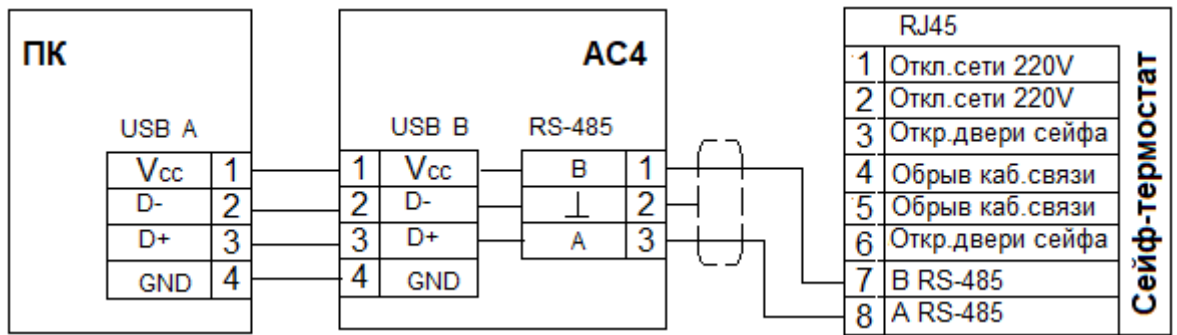 ПК
USB A
Vcc 1
D- 2
D+ 3
GND 4
АС4
USB B RS-485
1 Vcc B 1
2 D- ⊥ 2
3 D+ A 3
4 GND
RJ45
1 Откл.сети 220V
2 Откл.сети 220V
3 Откр.двери сейфа
4 Обрыв каб.связи
5 Обрыв каб.связи
6 Откр.двери сейфа
7 B RS-485
8 A RS-485
Сейф-термостат